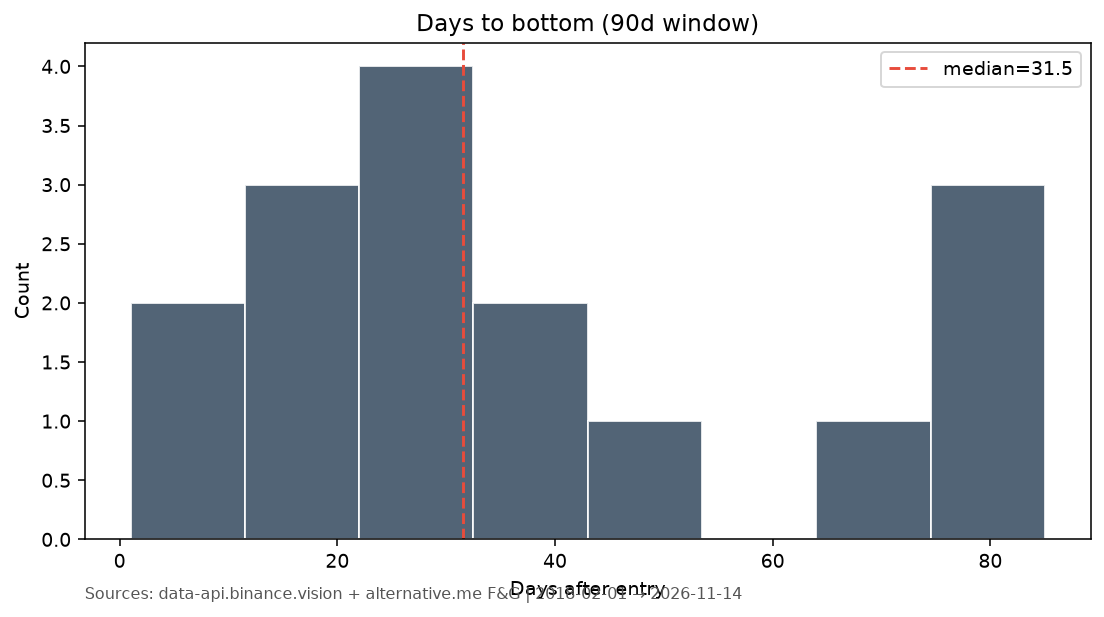 Days to bottom (90d window)
median=31.5
Count
4.0
3.5
3.0
2.5
2.0
1.5
1.0
0.5
0.0
0 20 40 60 80
Days after entry
Sources: data-api.binance.vision + alternative.me F&G | 2018-02-01 → 2026-11-14